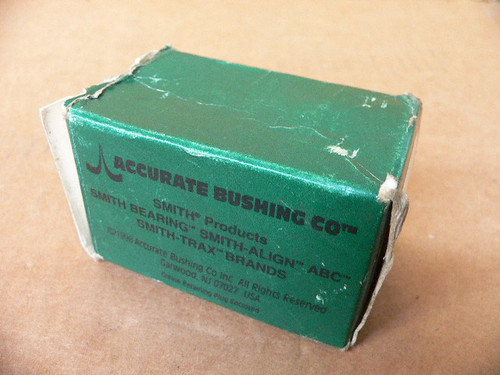 ACCURATE BUSHING CO™
SMITH® Products
SMITH BEARING™ SMITH-ALIGN™ ABC™
SMITH-TRAX™ BRANDS
Accurate Bushing Co Inc. All Rights Reserved
Garwood, NJ 07027 USA